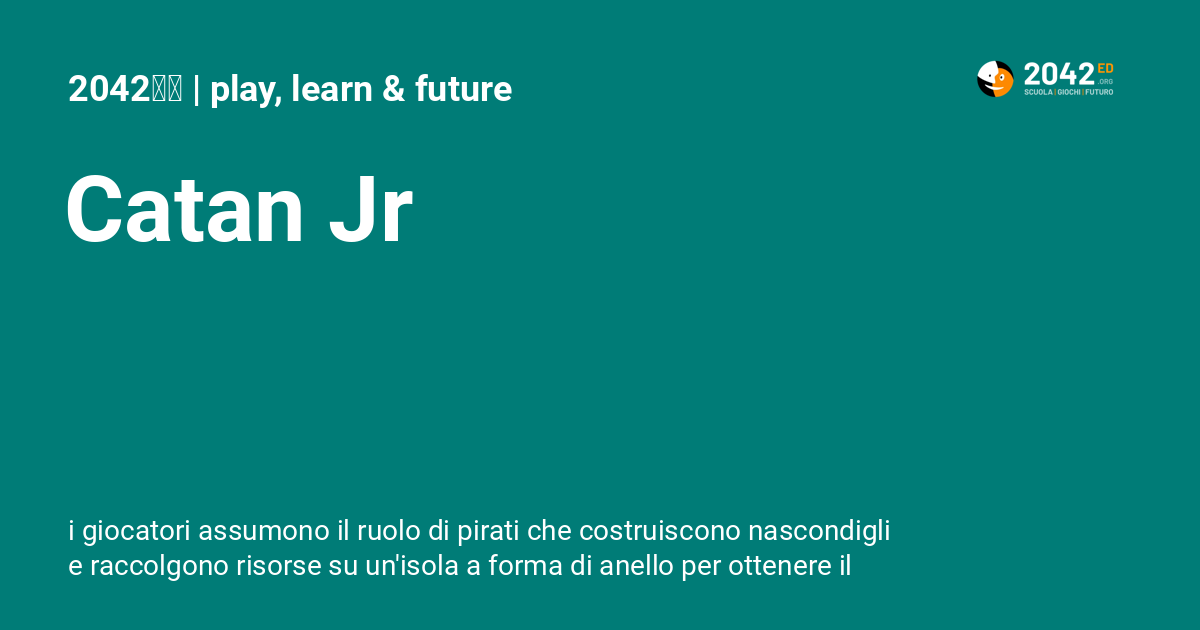 2042 | play, learn & future
2042 ED
.ORG
SCUOLA | GIOCHI | FUTURO
Catan Jr
i giocatori assumono il ruolo di pirati che costruiscono nascondigli
e raccolgono risorse su un'isola a forma di anello per ottenere il